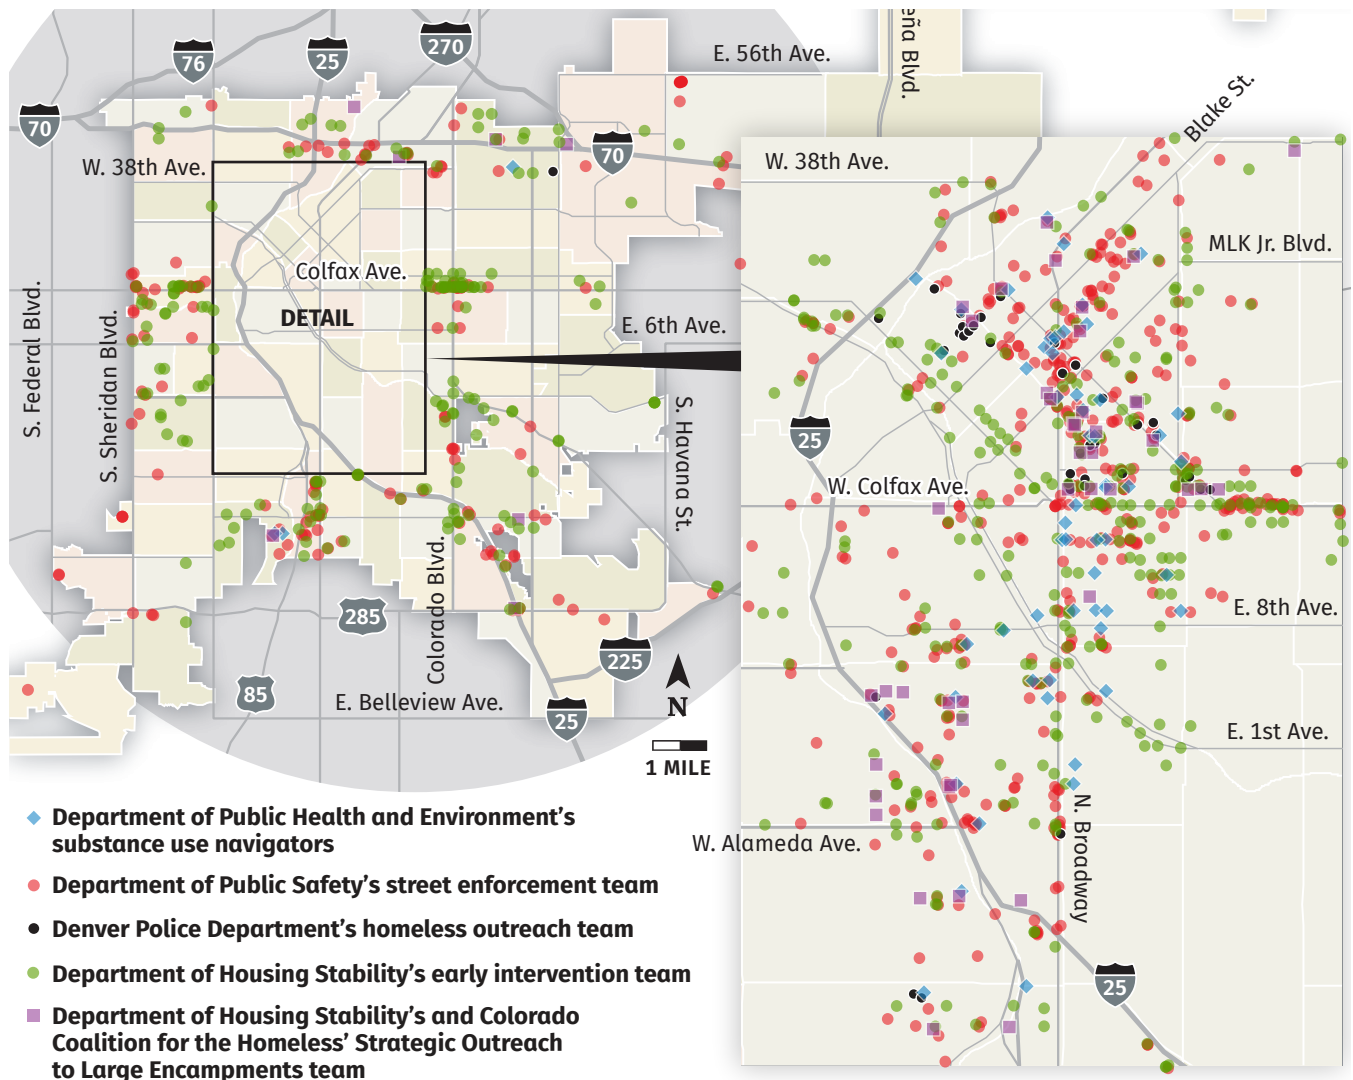 76
25
270
E. 56th Ave.
eña Blvd.
Blake St.
70
70
W. 38th Ave.
W. 38th Ave.
MLK Jr. Blvd.
Colfax Ave.
DETAIL
E. 6th Ave.
S. Federal Blvd.
S. Sheridan Blvd.
S. Havana St.
25
W. Colfax Ave.
Colorado Blvd.
285
E. 8th Ave.
225
85
E. Belleview Ave.
N
25
E. 1st Ave.
1 MILE
N. Broadway
W. Alameda Ave.
25
Department of Public Health and Environment’s
substance use navigators
Department of Public Safety’s street enforcement team
Denver Police Department’s homeless outreach team
Department of Housing Stability’s early intervention team
Department of Housing Stability’s and Colorado
Coalition for the Homeless’ Strategic Outreach
to Large Encampments team